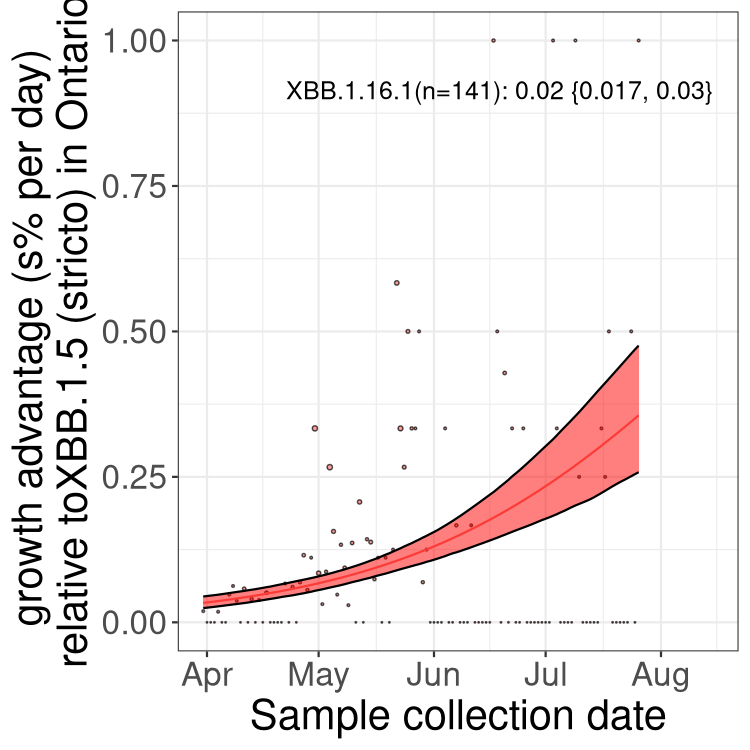 growth advantage (s% per day)
relative toXBB.1.5 (stricto) in Ontario
1.00
XBB.1.16.1(n=141): 0.02 {0.017, 0.03}
0.75
0.50
0.25
0.00
Apr May Jun Jul Aug
Sample collection date